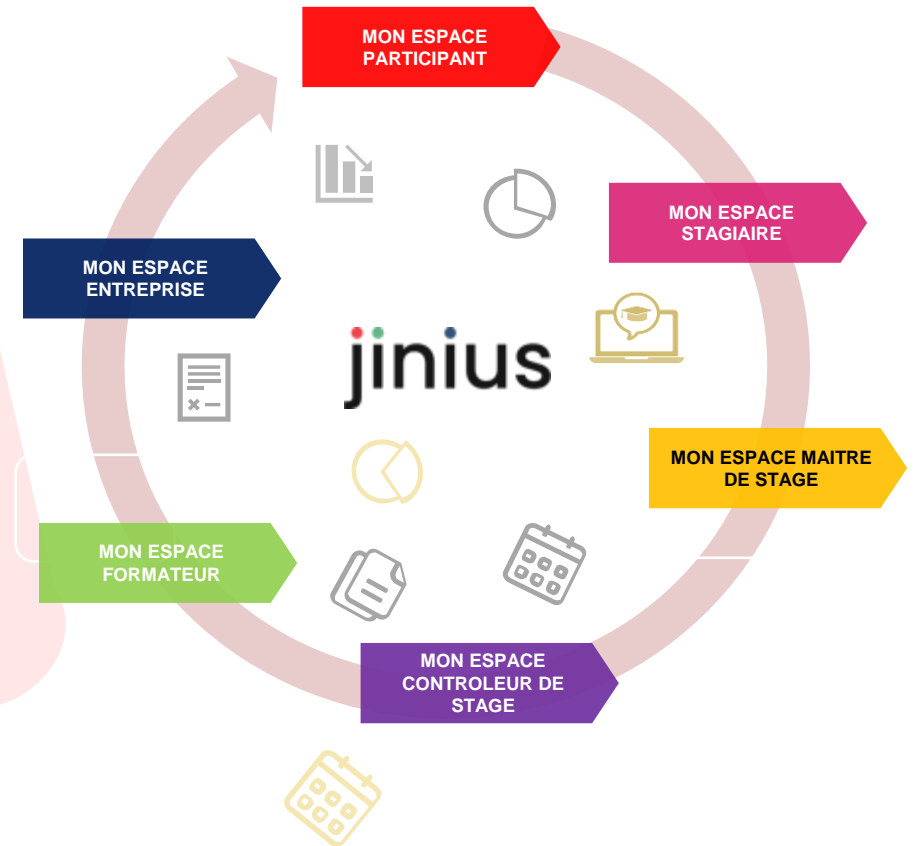 MON ESPACE
PARTICIPANT
MON ESPACE
STAGIAIRE
MON ESPACE
ENTREPRISE
jinius
MON ESPACE MAITRE
DE STAGE
MON ESPACE
FORMATEUR
MON ESPACE
CONTROLEUR DE
STAGE